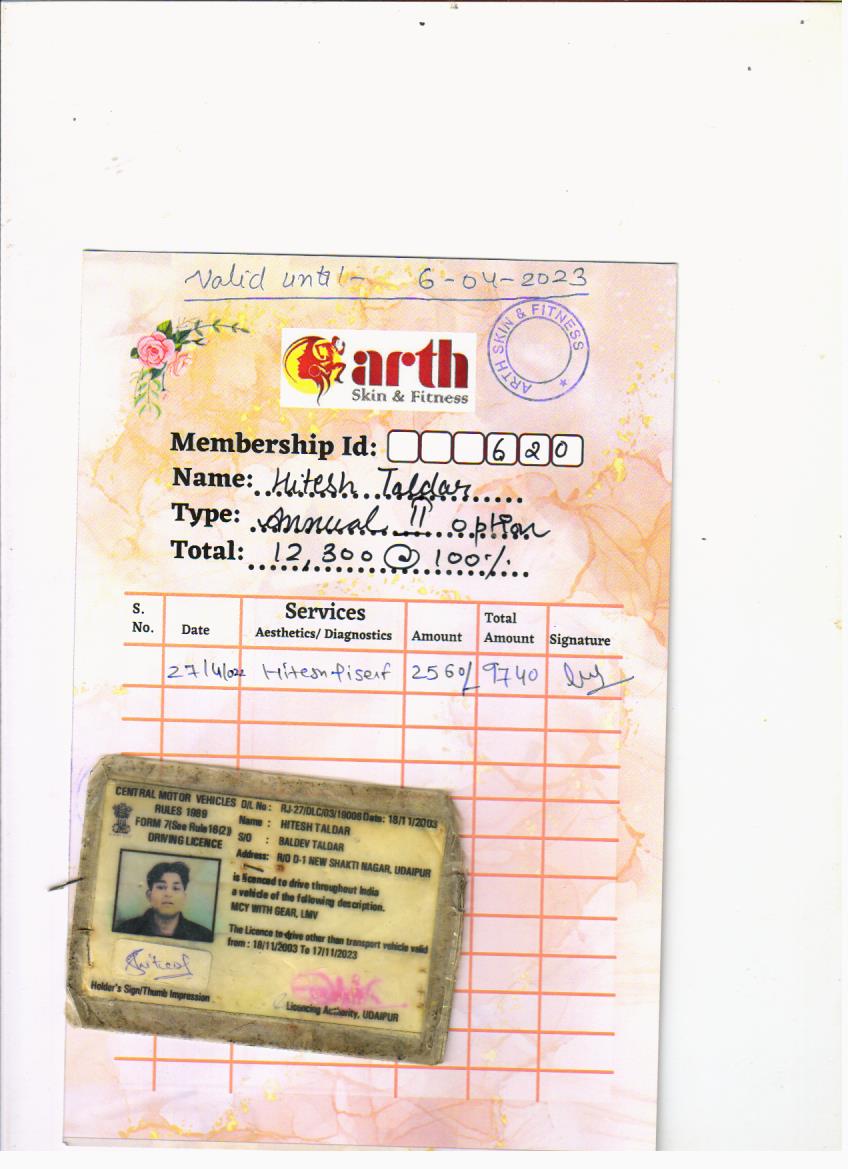 Valid until - 6-04-2023
ARTH SKIN & FITNESS
arth
Skin & Fitness
Membership Id: 620
Name: Hitesh Taldar
Type: Annual II option
Total: 12,300 @ 100%
S. No. Date Services Aesthetics/ Diagnostics Amount Total Amount Signature
27/4/022 2560/ 9740
CENTRAL MOTOR VEHICLES
RULES 1989
FORM 7(See Rule16(2))
DRIVING LICENCE
D/L No : RJ-27/DLC/03/19006 Date: 18/11/2003
Name : HITESH TALDAR
S/O : BALDEV TALDAR
Address: R/O D-1 NEW SHAKTI NAGAR, UDAIPUR
is licenced to drive throughout India
a vehicle of the following description.
MCY WITH GEAR, LMV
The Licence to drive other than transport vehicle valid
from : 18/11/2003 To 17/11/2023
Holder's Sign/Thumb Impression
Licencing Authority, UDAIPUR